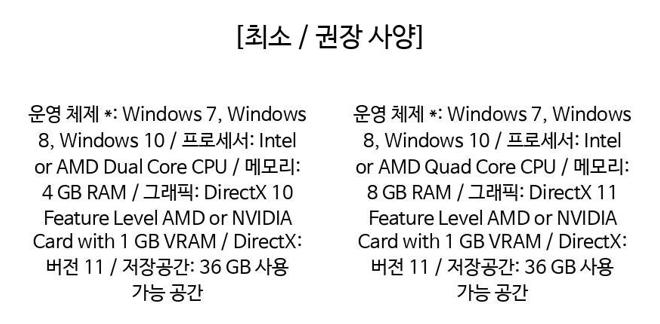 [최소 / 권장 사양]
운영 체제 *: Windows 7, Windows
8, Windows 10 / 프로세서: Intel
or AMD Dual Core CPU / 메모리:
4 GB RAM / 그래픽: DirectX 10
Feature Level AMD or NVIDIA
Card with 1 GB VRAM / DirectX:
버전 11 / 저장공간: 36 GB 사용
가능 공간
운영 체제 *: Windows 7, Windows
8, Windows 10 / 프로세서: Intel
or AMD Quad Core CPU / 메모리:
8 GB RAM / 그래픽: DirectX 11
Feature Level AMD or NVIDIA
Card with 1 GB VRAM / DirectX:
버전 11 / 저장공간: 36 GB 사용
가능 공간